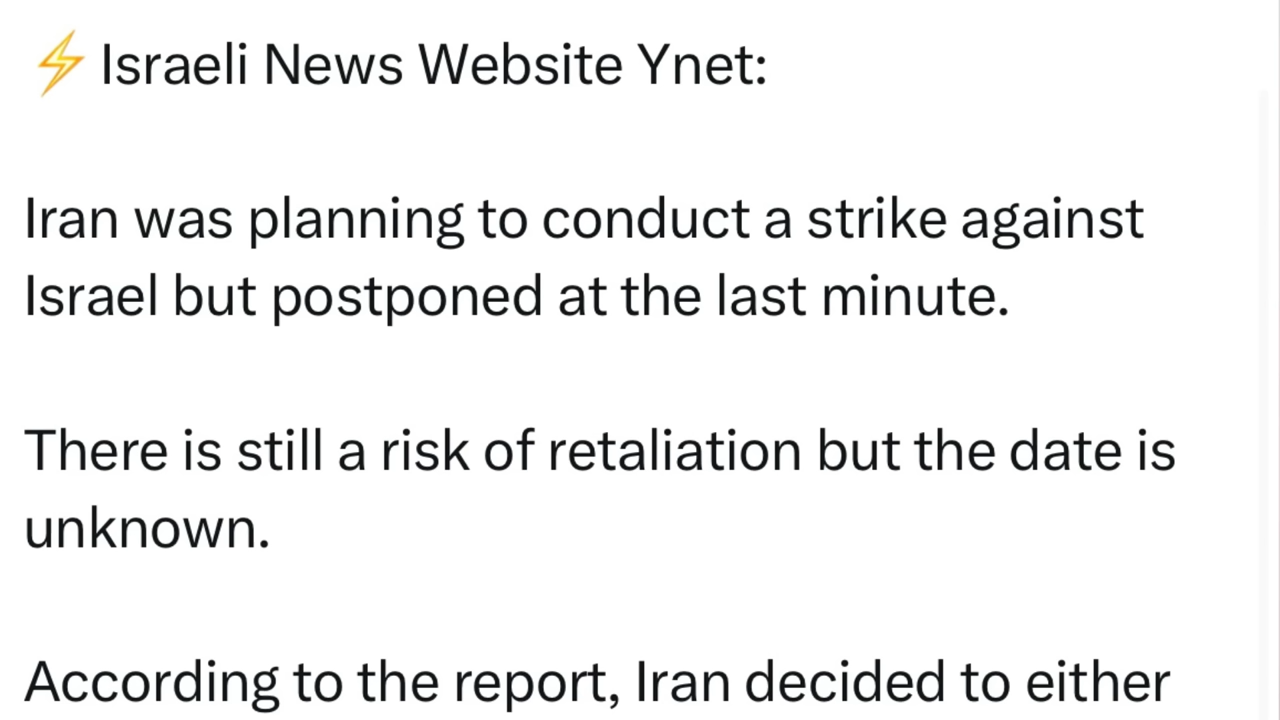 ⚡ Israeli News Website Ynet:
Iran was planning to conduct a strike against
Israel but postponed at the last minute.
There is still a risk of retaliation but the date is
unknown.
According to the report, Iran decided to either